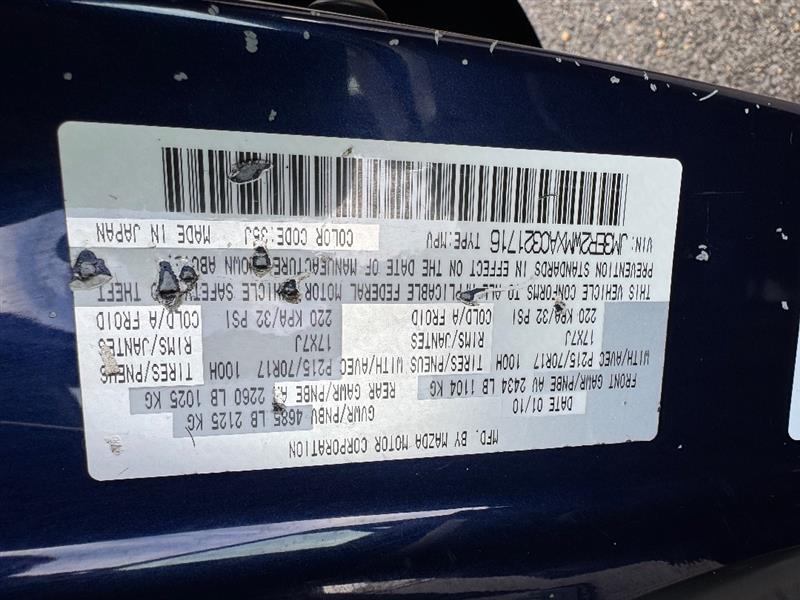 MFD. BY MAZDA MOTOR CORPORATION
DATE 01/10 GVWR/PNBV 4685 LB 2125 KG
FRONT GAWR/PNBE AV 2434 LB 1104 KG REAR GAWR/PNBE 2260 LB 1025 KG
WITH/AVEC P215/70R17 100H TIRES/PNEUS WITH/AVEC P215/70R17 100H TIRES/PNEUS
17X7J RIMS/JANTES 17X7J RIMS/JANTES
220 KPA/32 PSI COLD/A FROID 220 KPA/32 PSI COLD/A FROID
THIS VEHICLE CONFORMS TO ALL APPLICABLE FEDERAL MOTOR VEHICLE SAFETY THEFT
PREVENTION STANDARDS IN EFFECT ON THE DATE OF MANUFACTURE SHOWN
VIN: JM3ER2WMXA0321716 TYPE:MPV COLOR CODE:35J MADE IN JAPAN